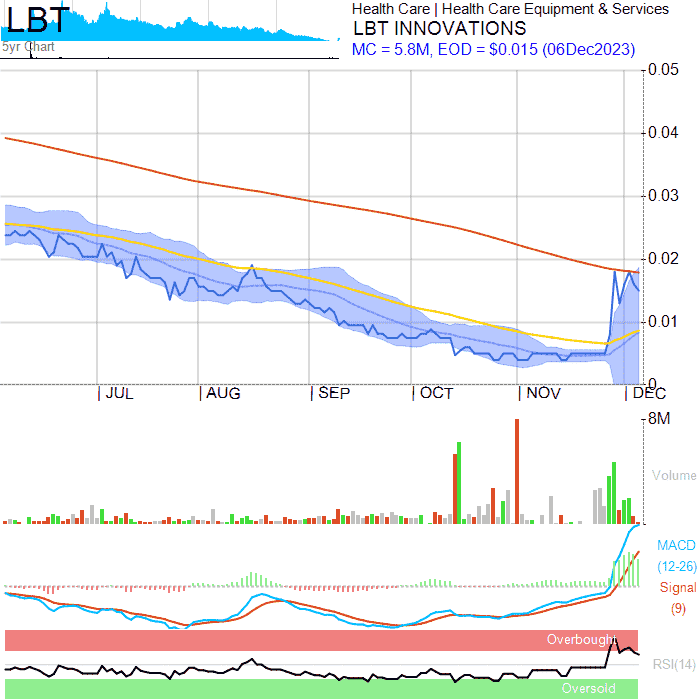 LBT
5yr Chart
Health Care | Health Care Equipment & Services
LBT INNOVATIONS
MC = 5.8M, EOD = $0.015 (06Dec2023)
0.05
0.04
0.03
0.02
0.01
0
| JUL | AUG | SEP | OCT | NOV | DEC
8M
Volume
MACD
(12-26)
Signal
(9)
Overbought
RSI(14)
Oversold